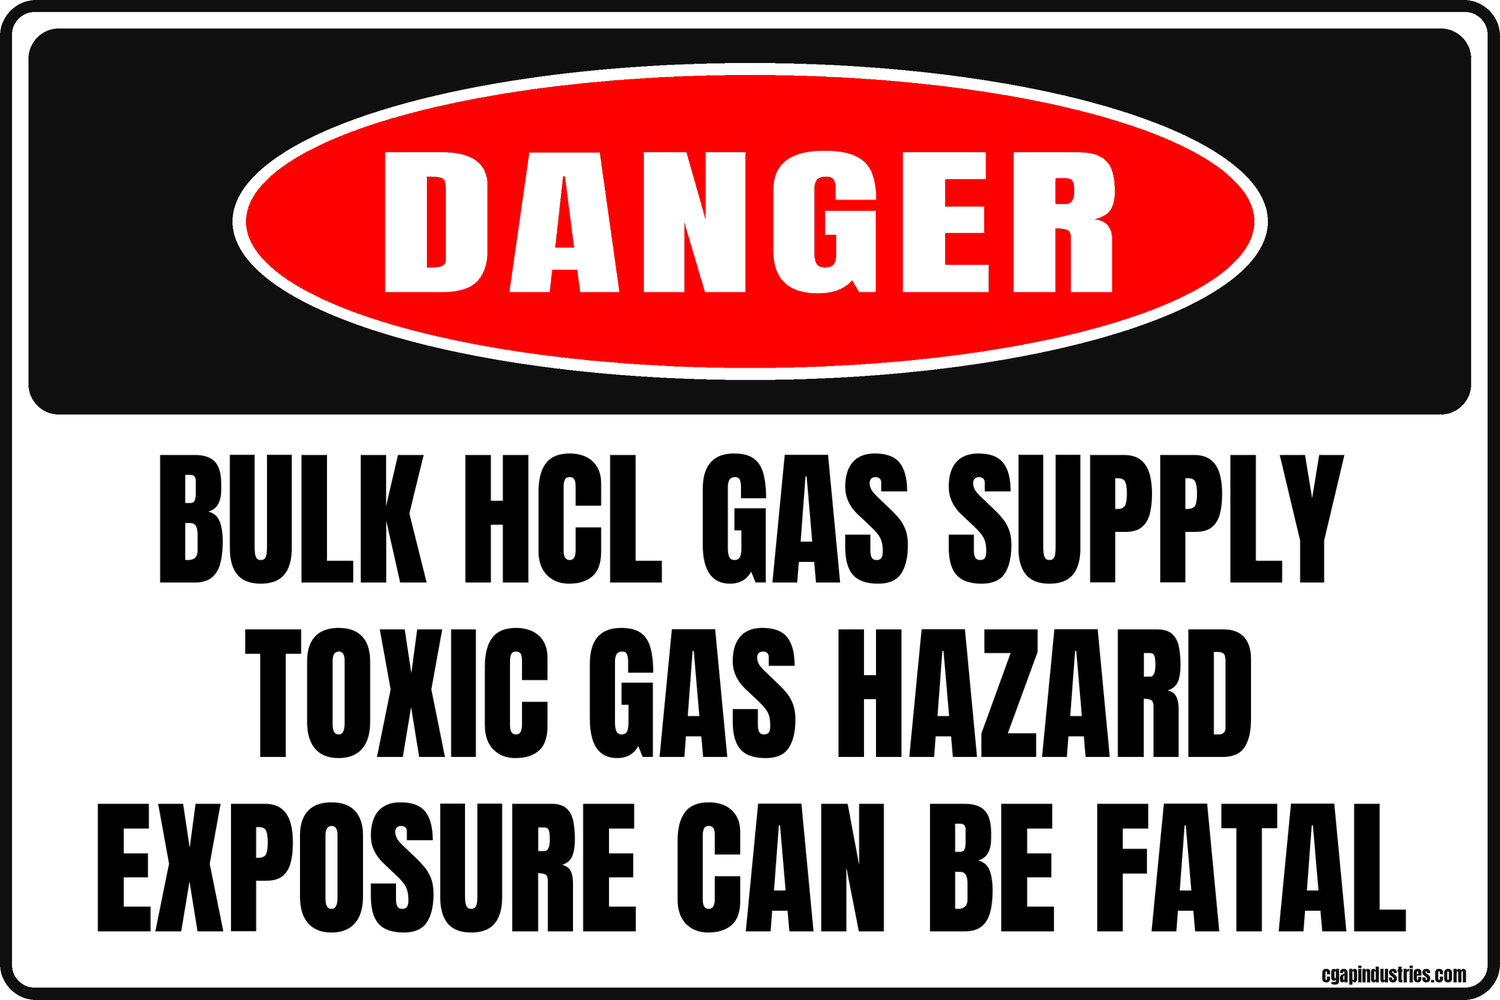 DANGER
BULK HCL GAS SUPPLY
TOXIC GAS HAZARD
EXPOSURE CAN BE FATAL
cgapindustries.com